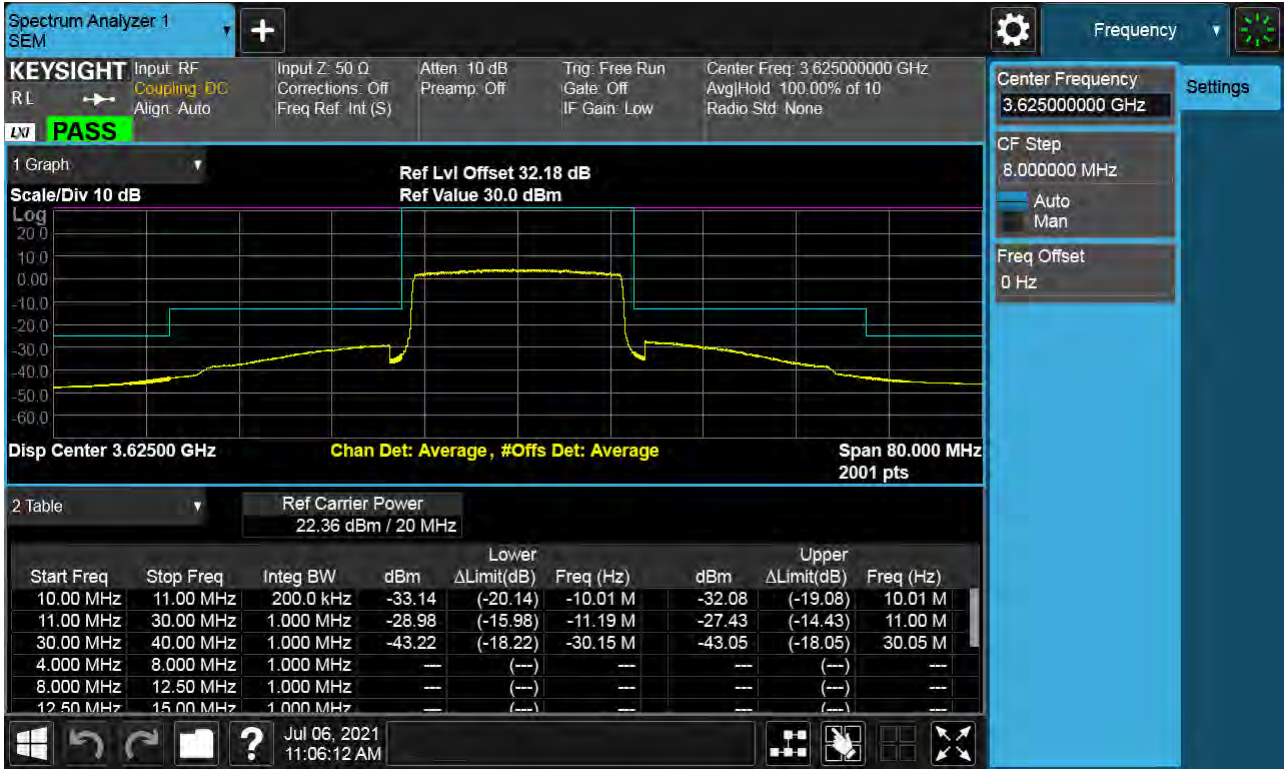 Spectrum Analyzer 1
SEM
Frequency
KEYSIGHT
Input: RF
Input Z: 50 Ω
Atten: 10 dB
Trig: Free Run
Center Freq: 3.625000000 GHz
RL
Coupling: DC
Corrections: Off
Preamp: Off
Gate: Off
Avg|Hold: 100.00% of 10
Align: Auto
Freq Ref: Int (S)
IF Gain: Low
Radio Std: None
LXI
PASS
Center Frequency
3.625000000 GHz
Settings
CF Step
8.000000 MHz
Auto
Man
Freq Offset
0 Hz
1 Graph
Ref Lvl Offset 32.18 dB
Scale/Div 10 dB
Ref Value 30.0 dBm
Log
20.0
10.0
0.00
-10.0
-20.0
-30.0
-40.0
-50.0
-60.0
Disp Center 3.62500 GHz
Chan Det: Average , #Offs Det: Average
Span 80.000 MHz
2001 pts
2 Table
Ref Carrier Power
22.36 dBm / 20 MHz
Lower Upper
Start Freq Stop Freq Integ BW dBm ΔLimit(dB) Freq (Hz) dBm ΔLimit(dB) Freq (Hz)
10.00 MHz 11.00 MHz 200.0 kHz -33.14 (-20.14) -10.01 M -32.08 (-19.08) 10.01 M
11.00 MHz 30.00 MHz 1.000 MHz -28.98 (-15.98) -11.19 M -27.43 (-14.43) 11.00 M
30.00 MHz 40.00 MHz 1.000 MHz -43.22 (-18.22) -30.15 M -43.05 (-18.05) 30.05 M
4.000 MHz 8.000 MHz 1.000 MHz --- (---) --- --- (---) ---
8.000 MHz 12.50 MHz 1.000 MHz --- (---) --- --- (---) ---
12.50 MHz 15.00 MHz 1.000 MHz --- (---) --- --- (---) ---
?
Jul 06, 2021
11:06:12 AM